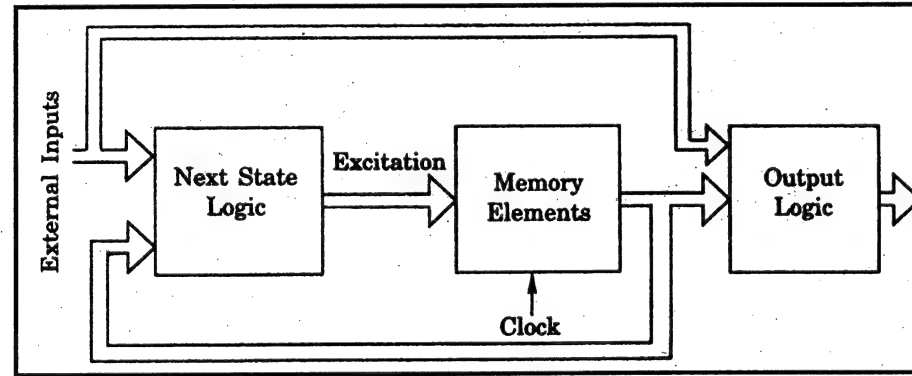 External Inputs
Next State
Logic
Excitation
Memory
Elements
Clock
Output
Logic